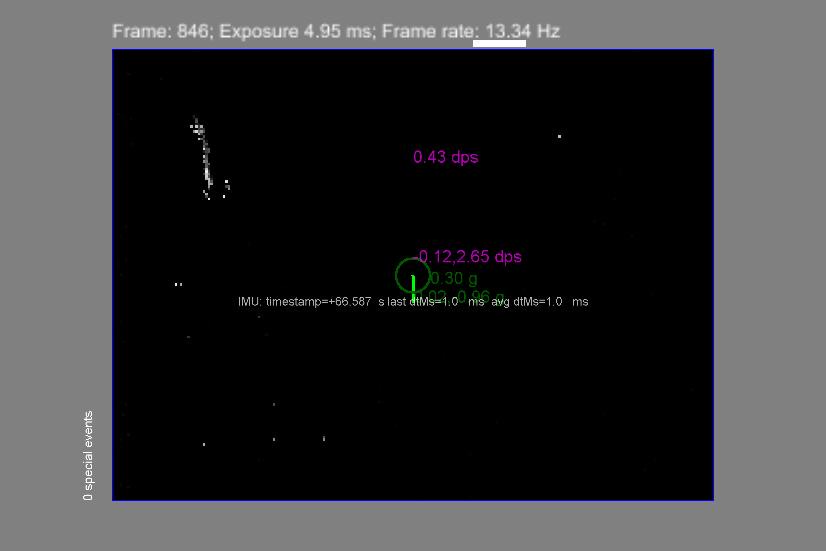 Frame: 846; Exposure 4.95 ms; Frame rate: 13.34 Hz
0.43 dps
-0.12,2.65 dps
0.30 g
IMU: timestamp=+66.587 s last dtMs=1.0 ms avg dtMs=1.0 ms
0 special events